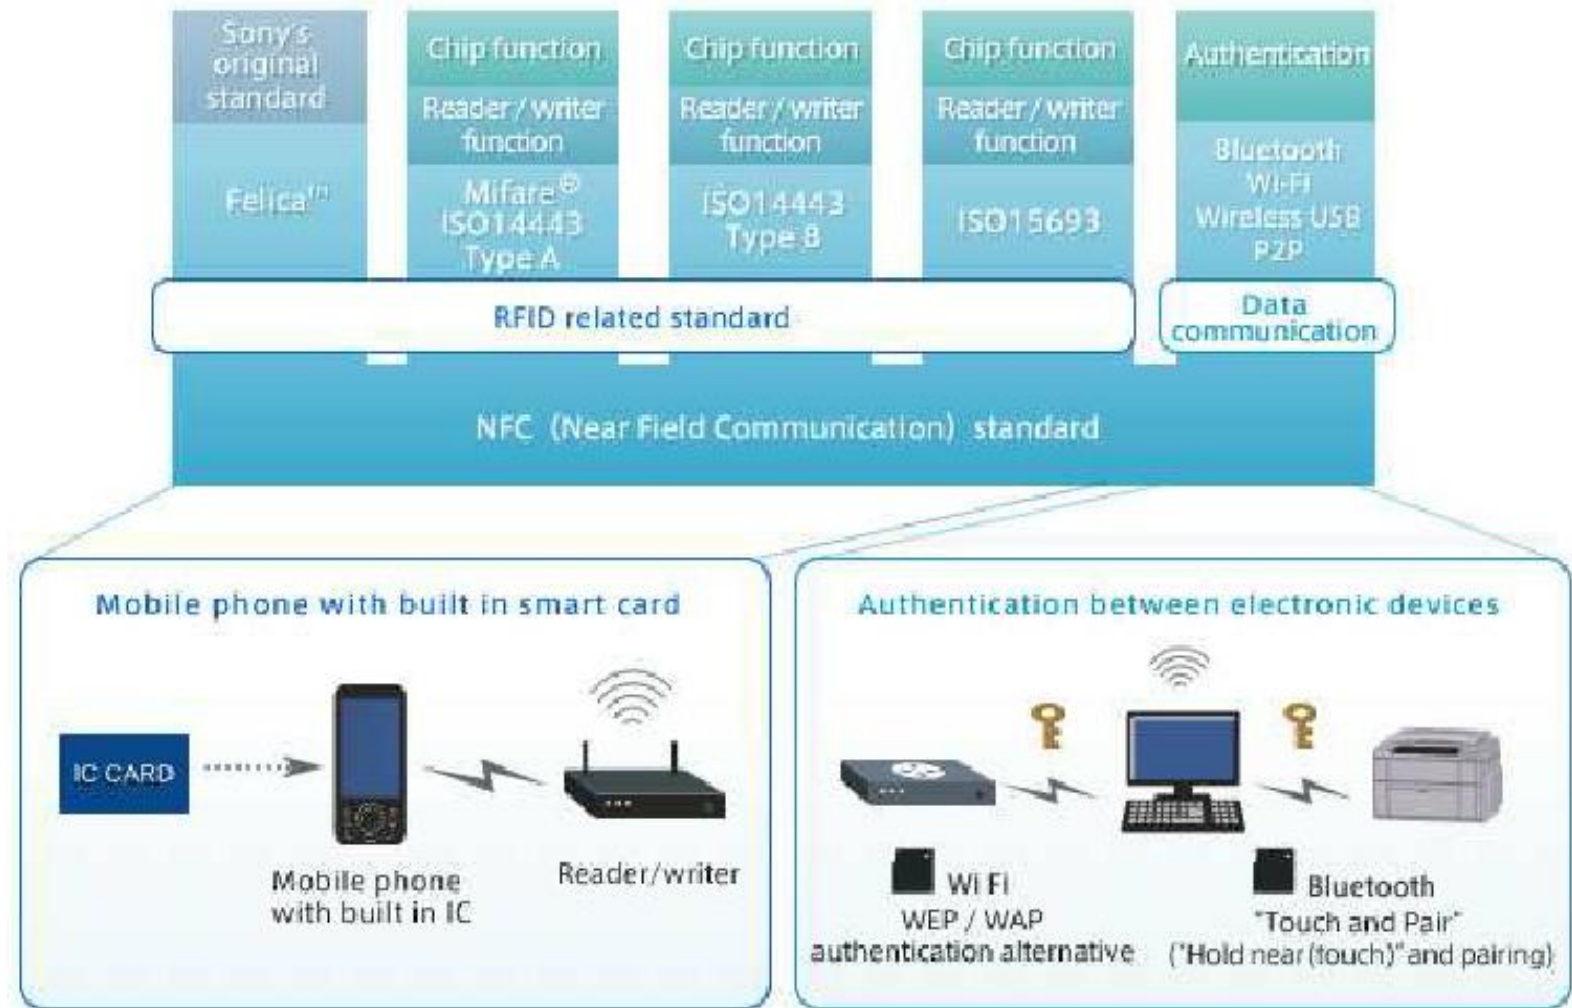 Sony's
original
standard
Felica™
Chip function
Reader / writer
function
Mifare®
ISO14443
Type A
Chip function
Reader / writer
function
ISO14443
Type B
Chip function
Reader / writer
function
ISO15693
Authentication
Bluetooth
Wi-Fi
Wireless USB
P2P
RFID related standard
Data
communication
NFC (Near Field Communication) standard
Mobile phone with built in smart card
IC CARD
Mobile phone
with built in IC
Reader/writer
Authentication between electronic devices
Wi Fi
WEP / WAP
authentication alternative
Bluetooth
"Touch and Pair"
("Hold near (touch)" and pairing)